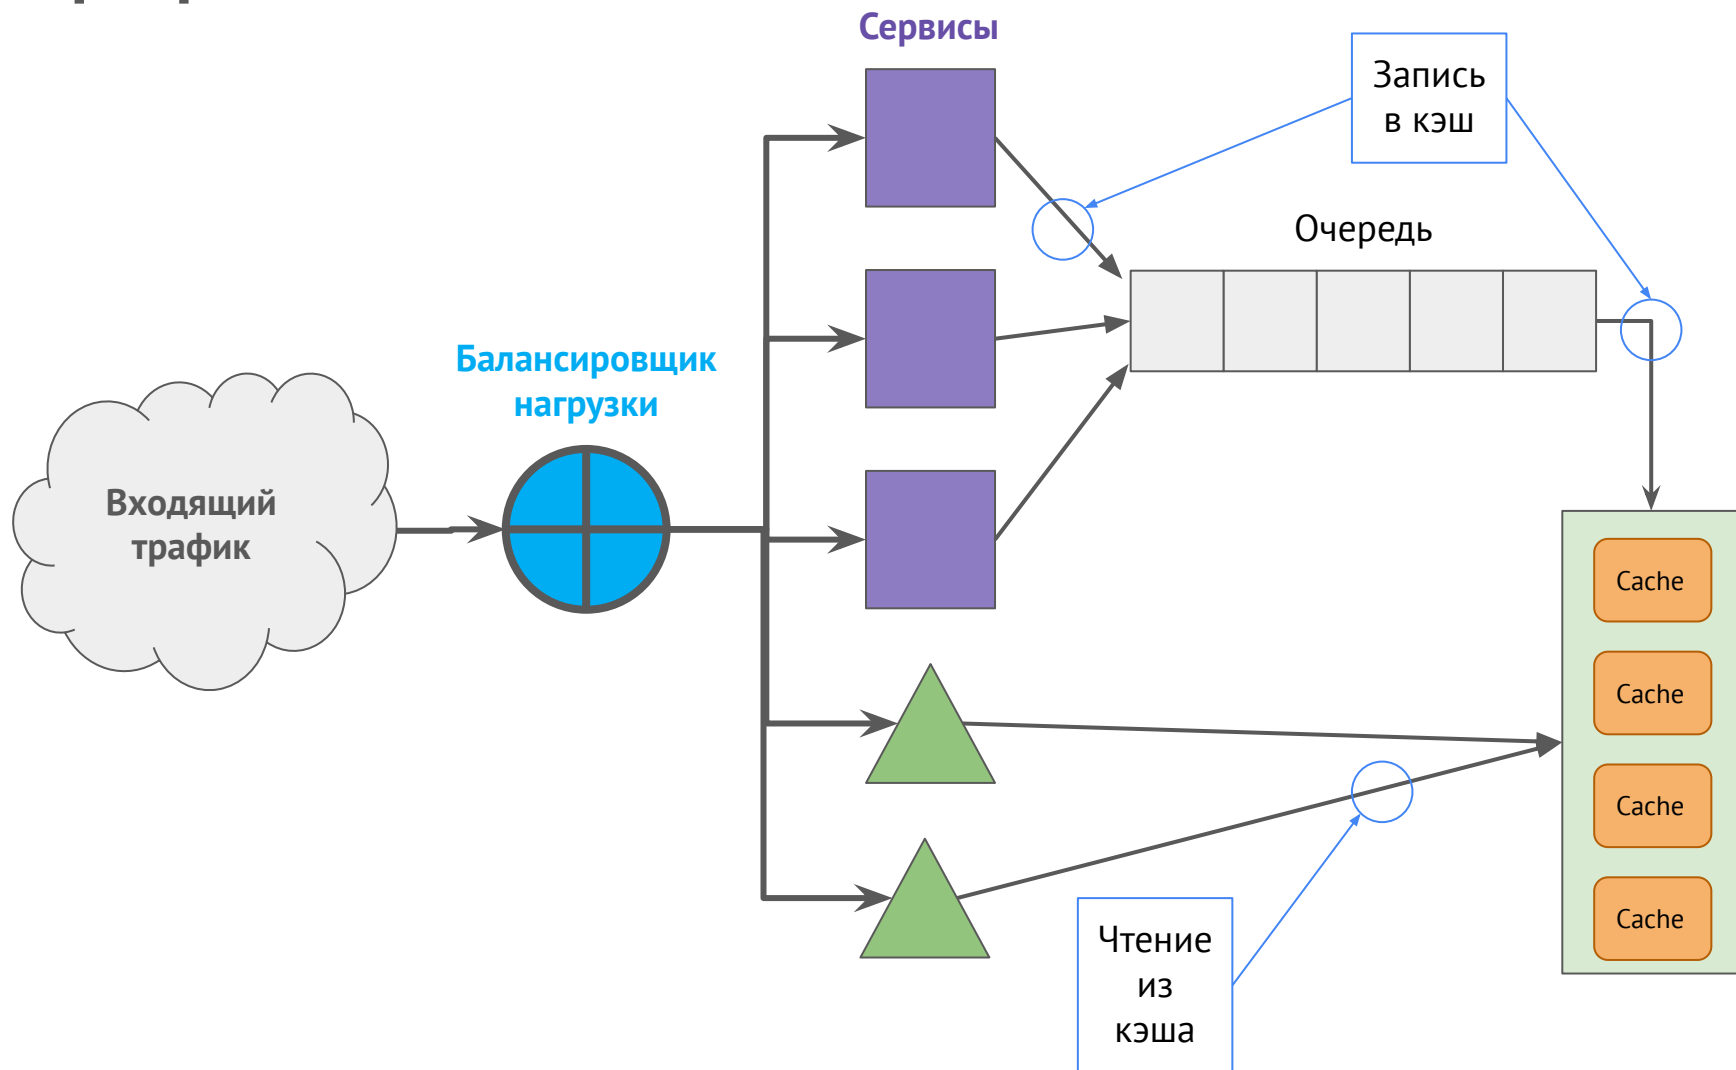 Сервисы
Запись
в кэш
Очередь
Балансировщик
нагрузки
Входящий
трафик
Cache
Cache
Cache
Cache
Чтение
из
кэша